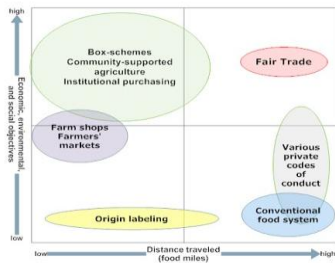 high
Economic, environmental,
and social objectives
low
Box-schemes
Community-supported
agriculture
Institutional purchasing
Fair Trade
Farm shops
Farmers'
markets
Various
private
codes
of
conduct
Origin labeling
Conventional
food system
low
Distance traveled
(food miles)
high